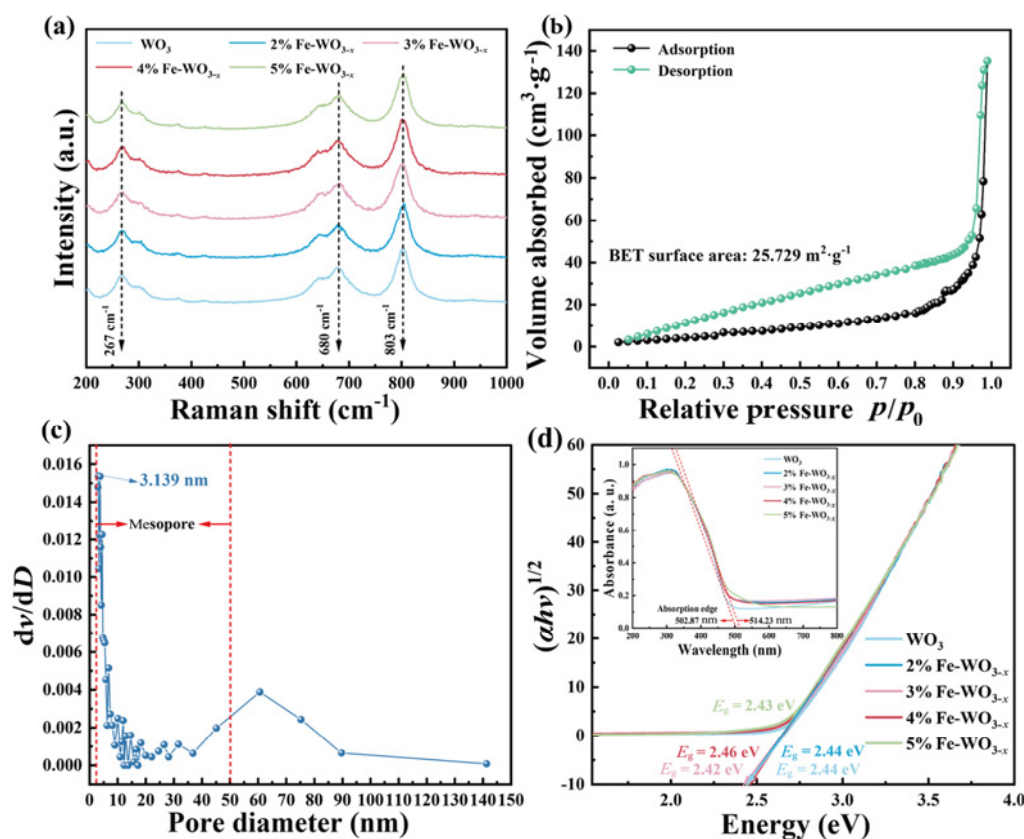 (a)
WO₃ 2% Fe-WO₃₋ₓ 3% Fe-WO₃₋ₓ
4% Fe-WO₃₋ₓ 5% Fe-WO₃₋ₓ
Intensity (a.u.)
267 cm⁻¹
680 cm⁻¹
803 cm⁻¹
200 300 400 500 600 700 800 900 1000
Raman shift (cm⁻¹)
(b)
Adsorption
Desorption
BET surface area: 25.729 m²·g⁻¹
Volume absorbed (cm³·g⁻¹)
140
120
100
80
60
40
20
0
0.0 0.1 0.2 0.3 0.4 0.5 0.6 0.7 0.8 0.9 1.0
Relative pressure p/p₀
(c)
3.139 nm
Mesopore
dv/dD
0.016
0.014
0.012
0.010
0.008
0.006
0.004
0.002
0.000
0 10 20 30 40 50 60 70 80 90 100 110 120 130 140 150
Pore diameter (nm)
(d)
(αhν)¹/²
60
50
40
30
20
10
0
-10
2.0 2.5 3.0 3.5 4.0
Energy (eV)
WO₃
2% Fe-WO₃₋ₓ
3% Fe-WO₃₋ₓ
4% Fe-WO₃₋ₓ
5% Fe-WO₃₋ₓ
Absorbance (a. u.)
1.0
0.8
0.6
0.4
0.2
0.0
WO₃
2% Fe-WO₃₋ₓ
3% Fe-WO₃₋ₓ
4% Fe-WO₃₋ₓ
5% Fe-WO₃₋ₓ
Absorption edge
502.87 nm 514.23 nm
200 300 400 500 600 700 800
Wavelength (nm)
Eg = 2.43 eV
Eg = 2.46 eV
Eg = 2.42 eV
Eg = 2.44 eV
Eg = 2.44 eV